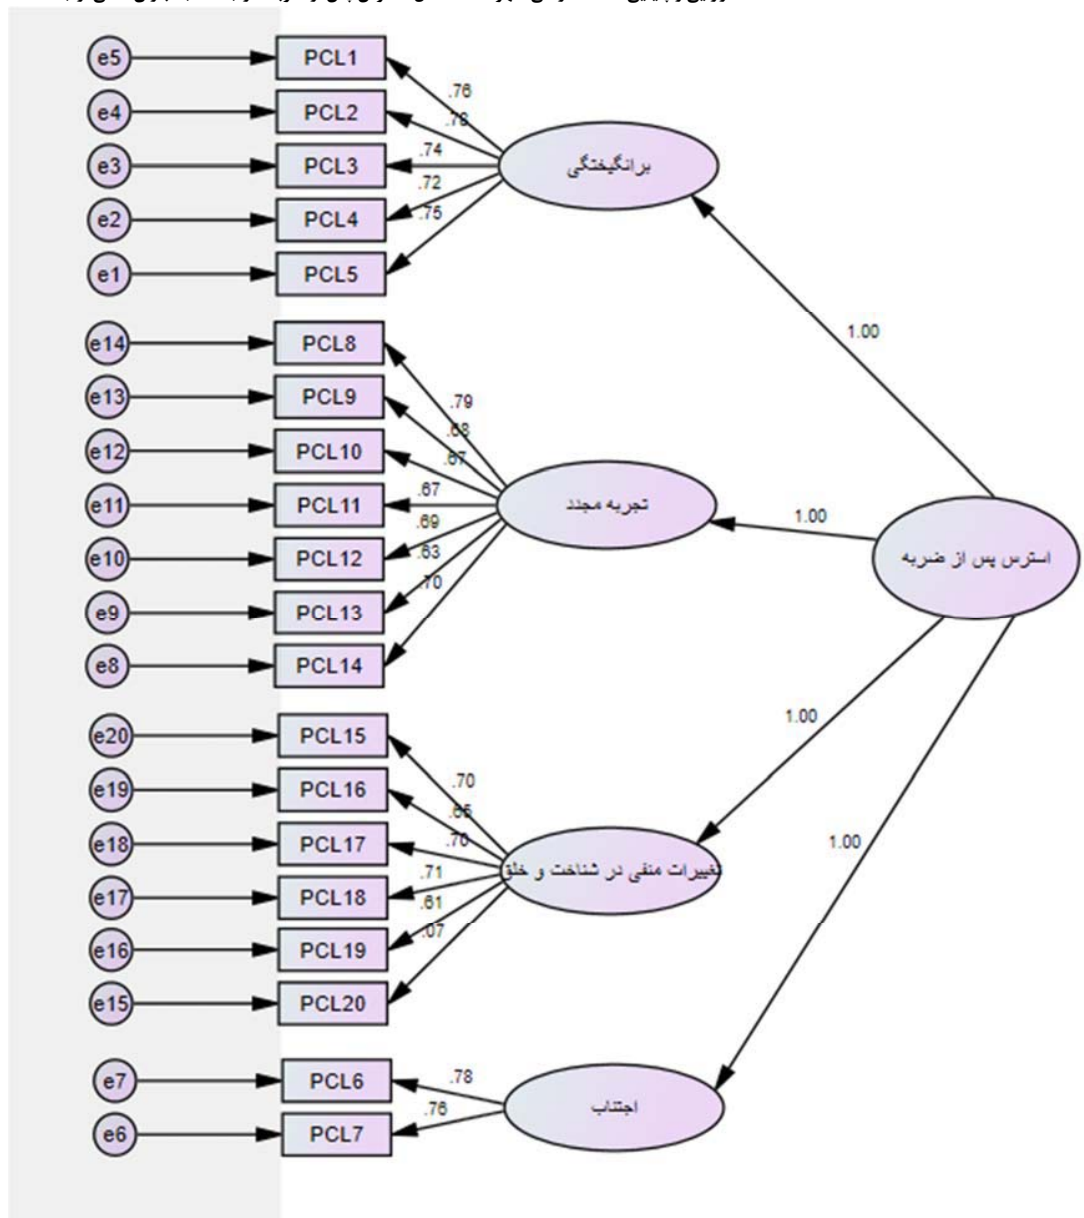 e5 PCL1
.76
e4 PCL2
.78
e3 PCL3
.74
برانگیختگی
.72
e2 PCL4
.75
e1 PCL5
1.00
e14 PCL8
.79
e13 PCL9
.68
e12 PCL10
.67
e11 PCL11
.67
تجربه مجدد
1.00
.69
e10 PCL12
.63
استرس پس از ضربه
.70
e9 PCL13
e8 PCL14
1.00
e20 PCL15
.70
e19 PCL16
.65
e18 PCL17
.70
1.00
تغییرات منفی در شناخت و خلق
.71
e17 PCL18
.61
e16 PCL19
.07
e15 PCL20
e7 PCL6
.78
اجتناب
.76
e6 PCL7